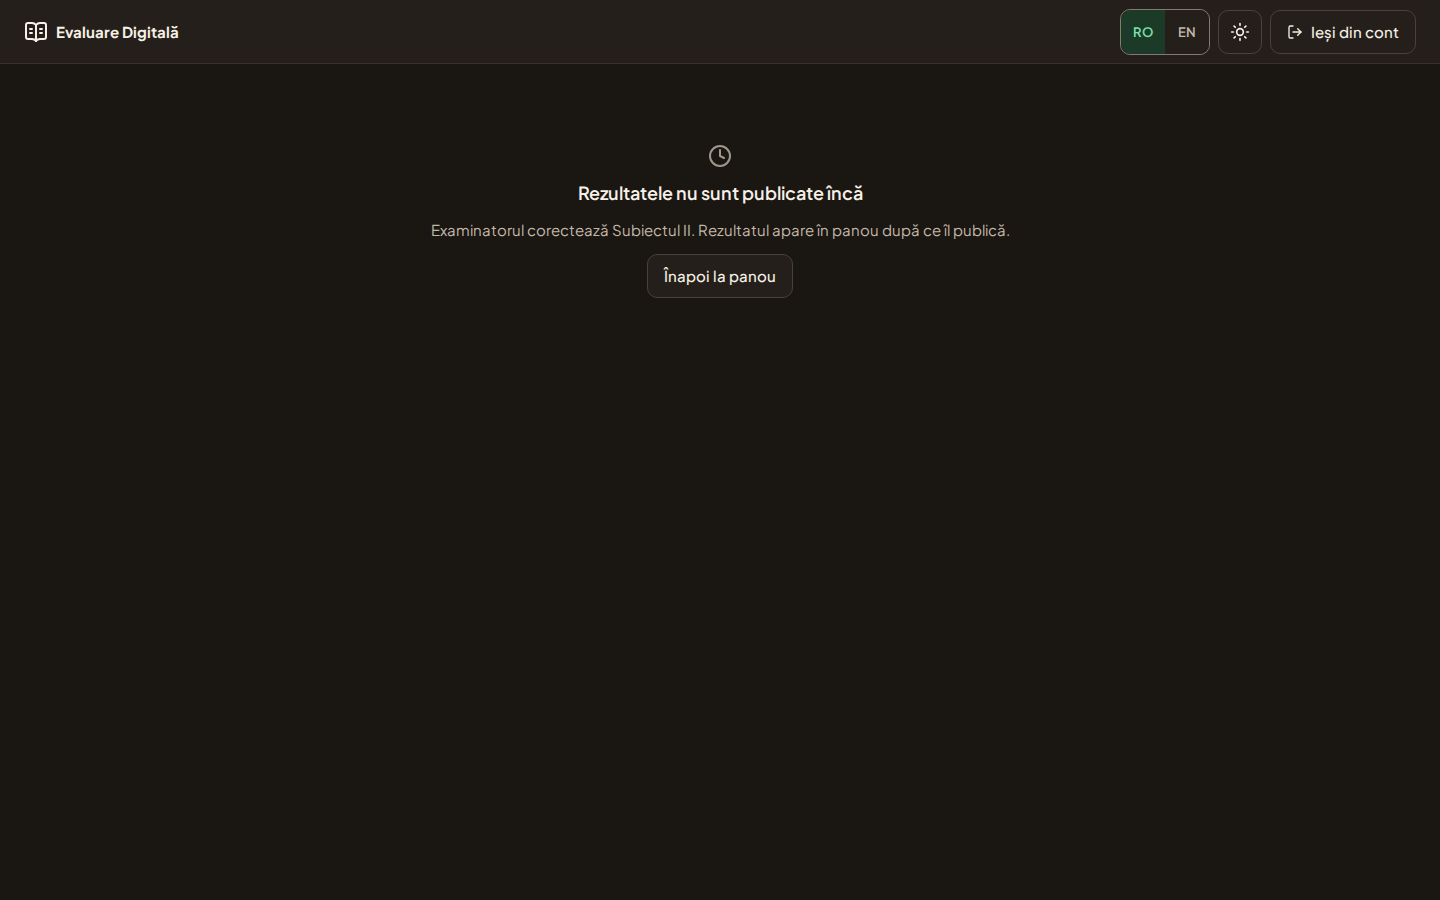 Evaluare Digitală
RO EN Ieși din cont
Rezultatele nu sunt publicate încă
Examinatorul corectează Subiectul II. Rezultatul apare în panou după ce îl publică.
Înapoi la panou